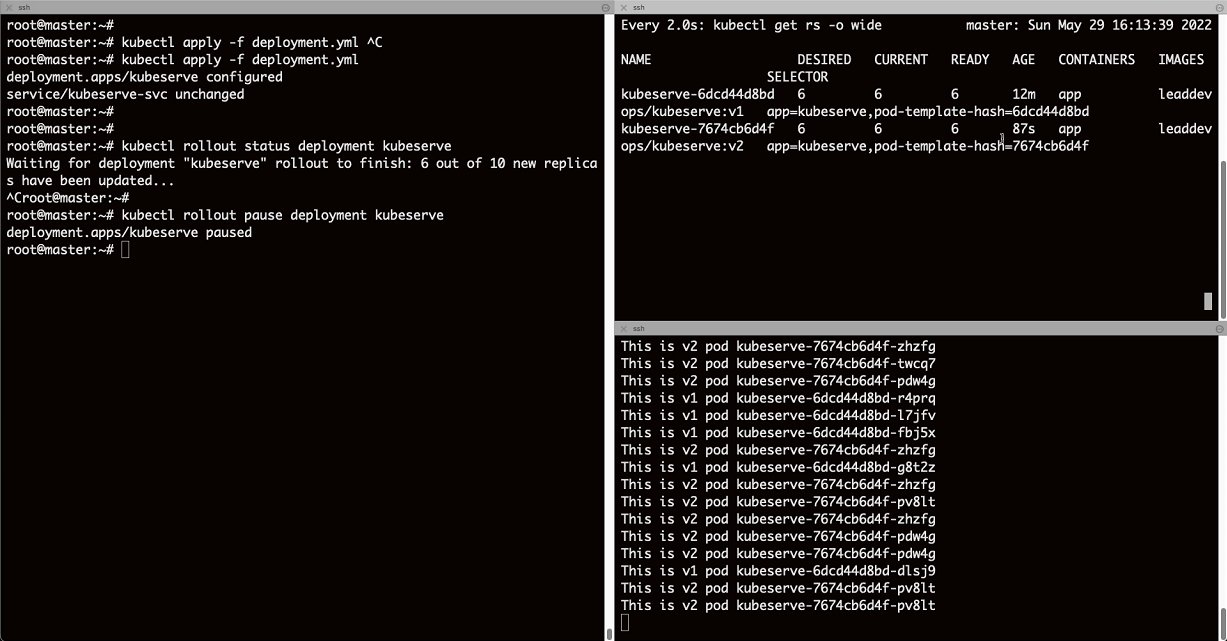 ssh
root@master:~#
root@master:~# kubectl apply -f deployment.yml ^C
root@master:~# kubectl apply -f deployment.yml
deployment.apps/kubeserve configured
service/kubeserve-svc unchanged
root@master:~#
root@master:~#
root@master:~# kubectl rollout status deployment kubeserve
Waiting for deployment "kubeserve" rollout to finish: 6 out of 10 new replica
s have been updated...
^Croot@master:~#
root@master:~# kubectl rollout pause deployment kubeserve
deployment.apps/kubeserve paused
root@master:~#
ssh
Every 2.0s: kubectl get rs -o wide master: Sun May 29 16:13:39 2022
NAME DESIRED CURRENT READY AGE CONTAINERS IMAGES
SELECTOR
kubeserve-6dcd44d8bd 6 6 6 12m app leaddev
ops/kubeserve:v1 app=kubeserve,pod-template-hash=6dcd44d8bd
kubeserve-7674cb6d4f 6 6 6 87s app leaddev
ops/kubeserve:v2 app=kubeserve,pod-template-hash=7674cb6d4f
ssh
This is v2 pod kubeserve-7674cb6d4f-zhzfg
This is v2 pod kubeserve-7674cb6d4f-twcq7
This is v2 pod kubeserve-7674cb6d4f-pdw4g
This is v1 pod kubeserve-6dcd44d8bd-r4prq
This is v1 pod kubeserve-6dcd44d8bd-l7jfv
This is v1 pod kubeserve-6dcd44d8bd-fbj5x
This is v2 pod kubeserve-7674cb6d4f-zhzfg
This is v1 pod kubeserve-6dcd44d8bd-g8t2z
This is v2 pod kubeserve-7674cb6d4f-zhzfg
This is v2 pod kubeserve-7674cb6d4f-pv8lt
This is v2 pod kubeserve-7674cb6d4f-zhzfg
This is v2 pod kubeserve-7674cb6d4f-pdw4g
This is v2 pod kubeserve-7674cb6d4f-pdw4g
This is v1 pod kubeserve-6dcd44d8bd-dlsj9
This is v2 pod kubeserve-7674cb6d4f-pv8lt
This is v2 pod kubeserve-7674cb6d4f-pv8lt